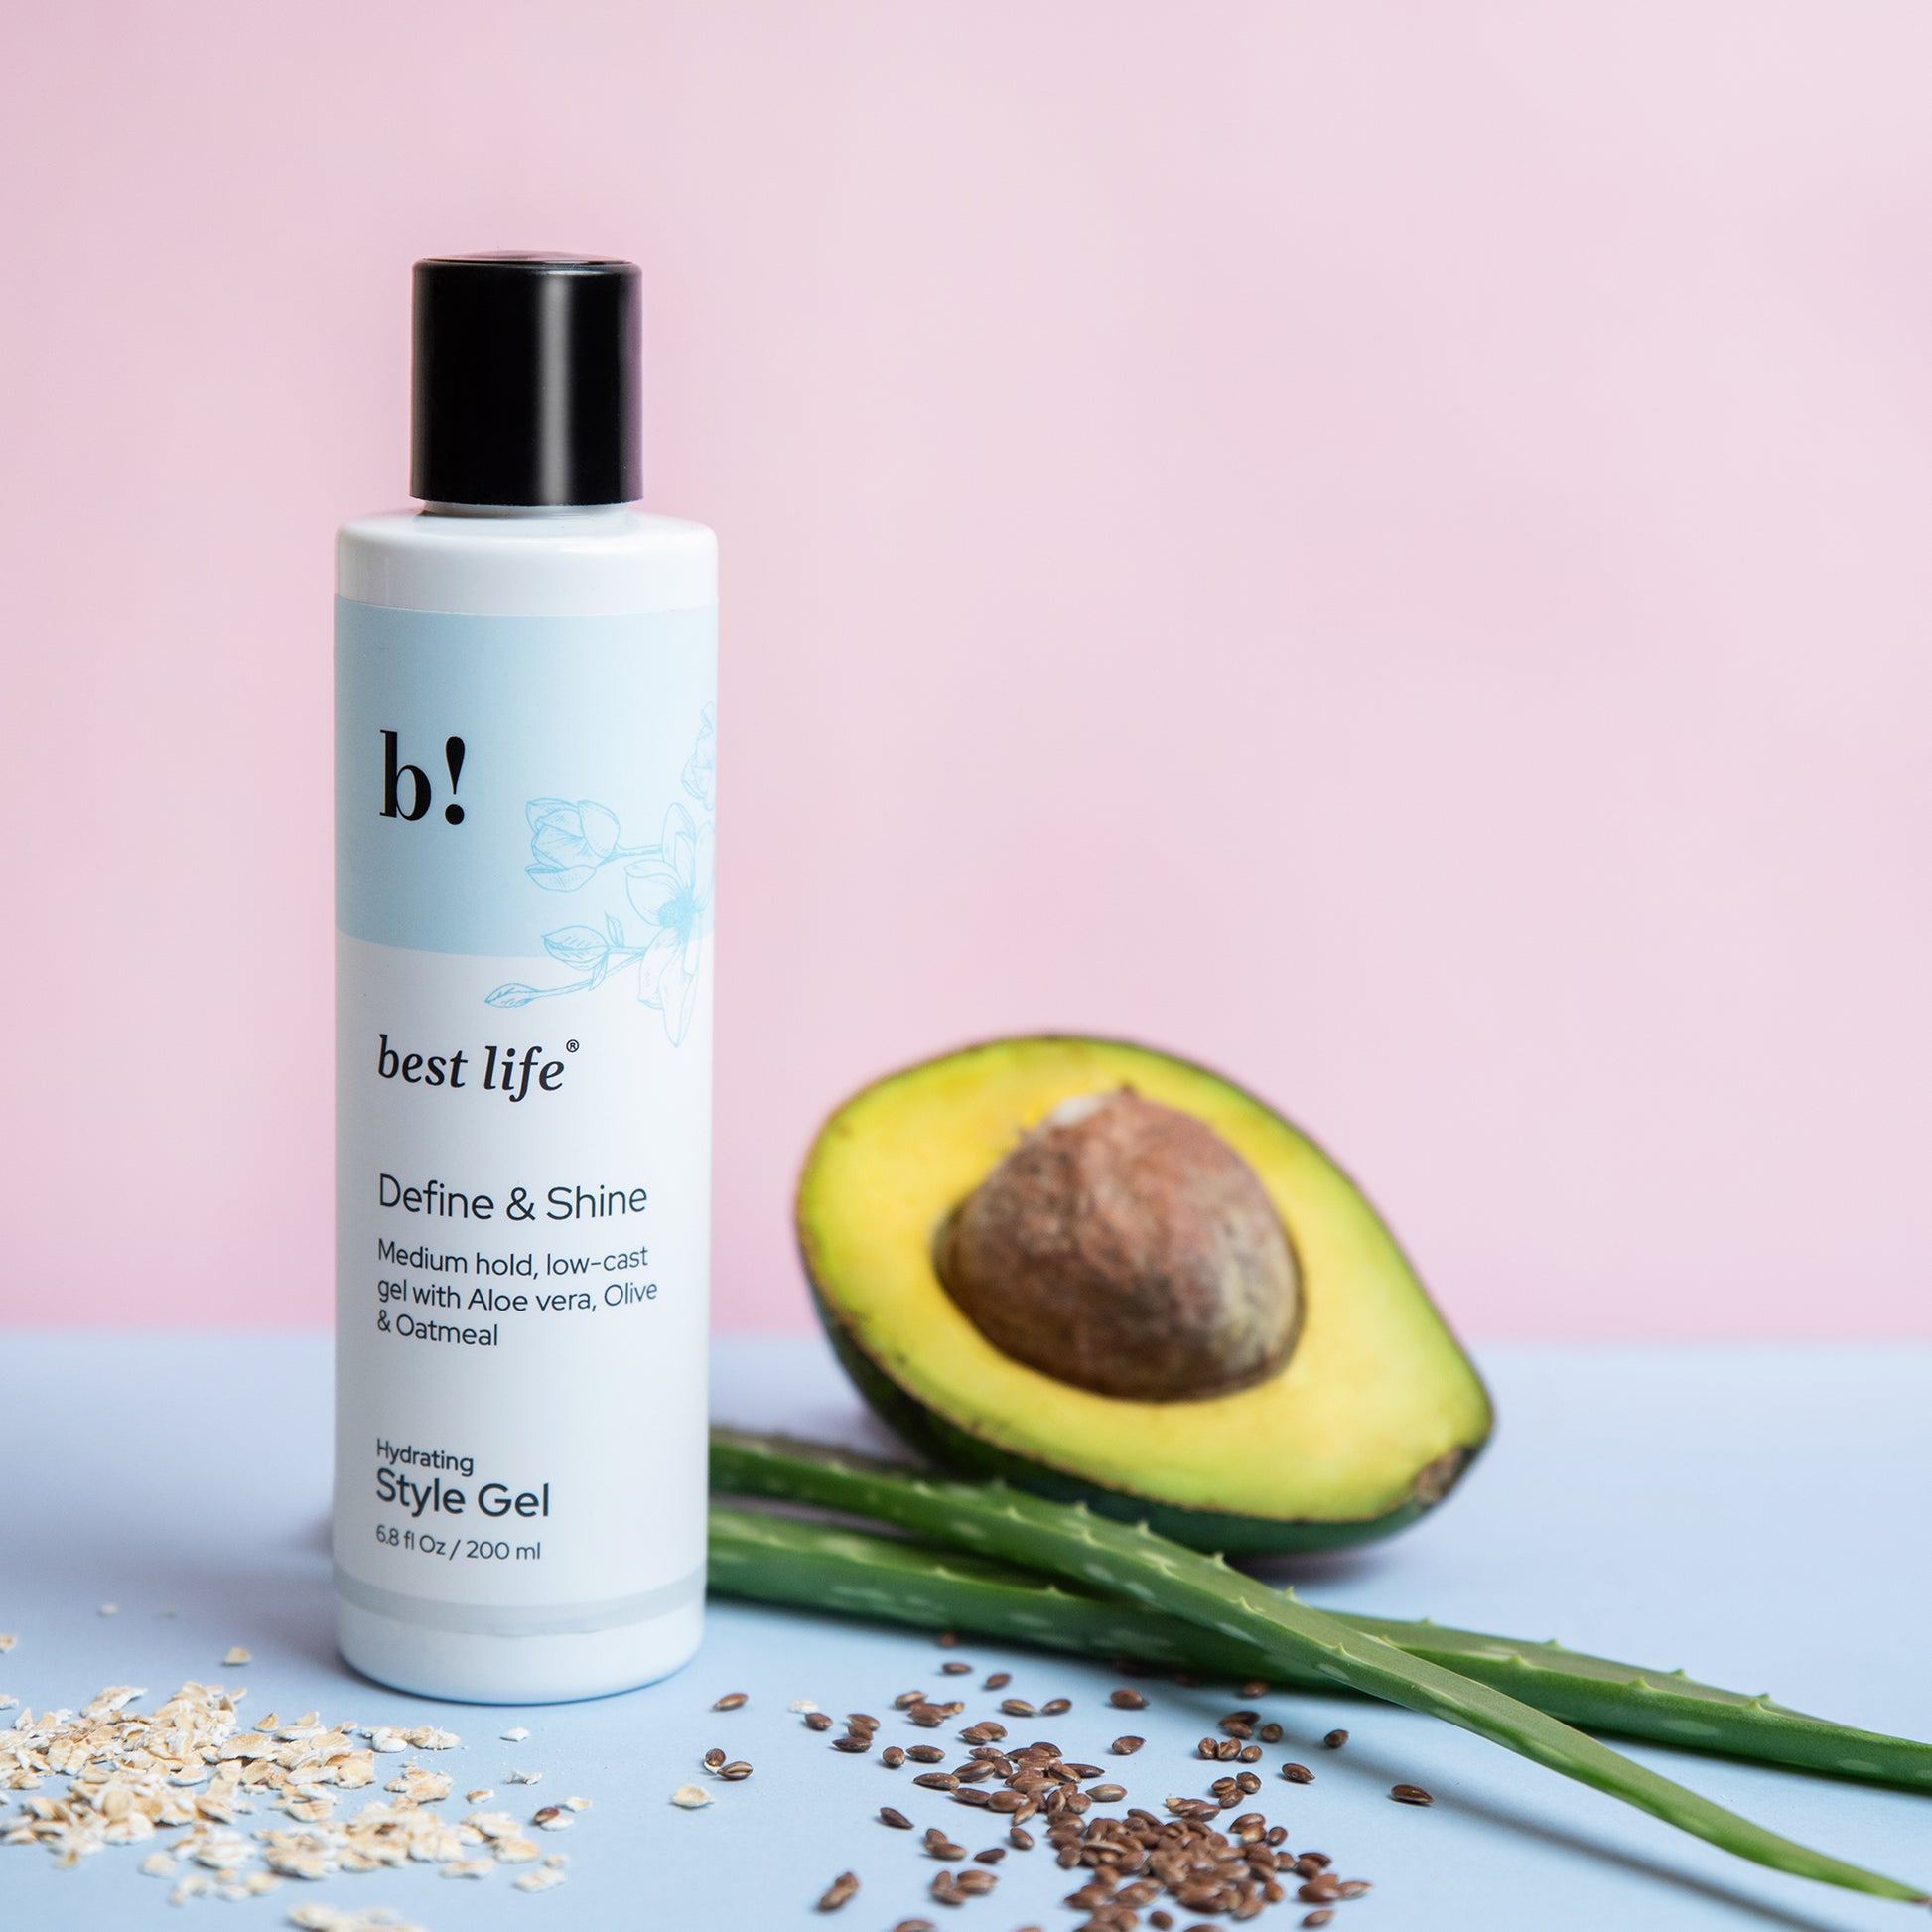 b!
best life®
Define & Shine
Medium hold, low-cast
gel with Aloe vera, Olive
& Oatmeal
Hydrating
Style Gel
6.8 fl Oz / 200 ml